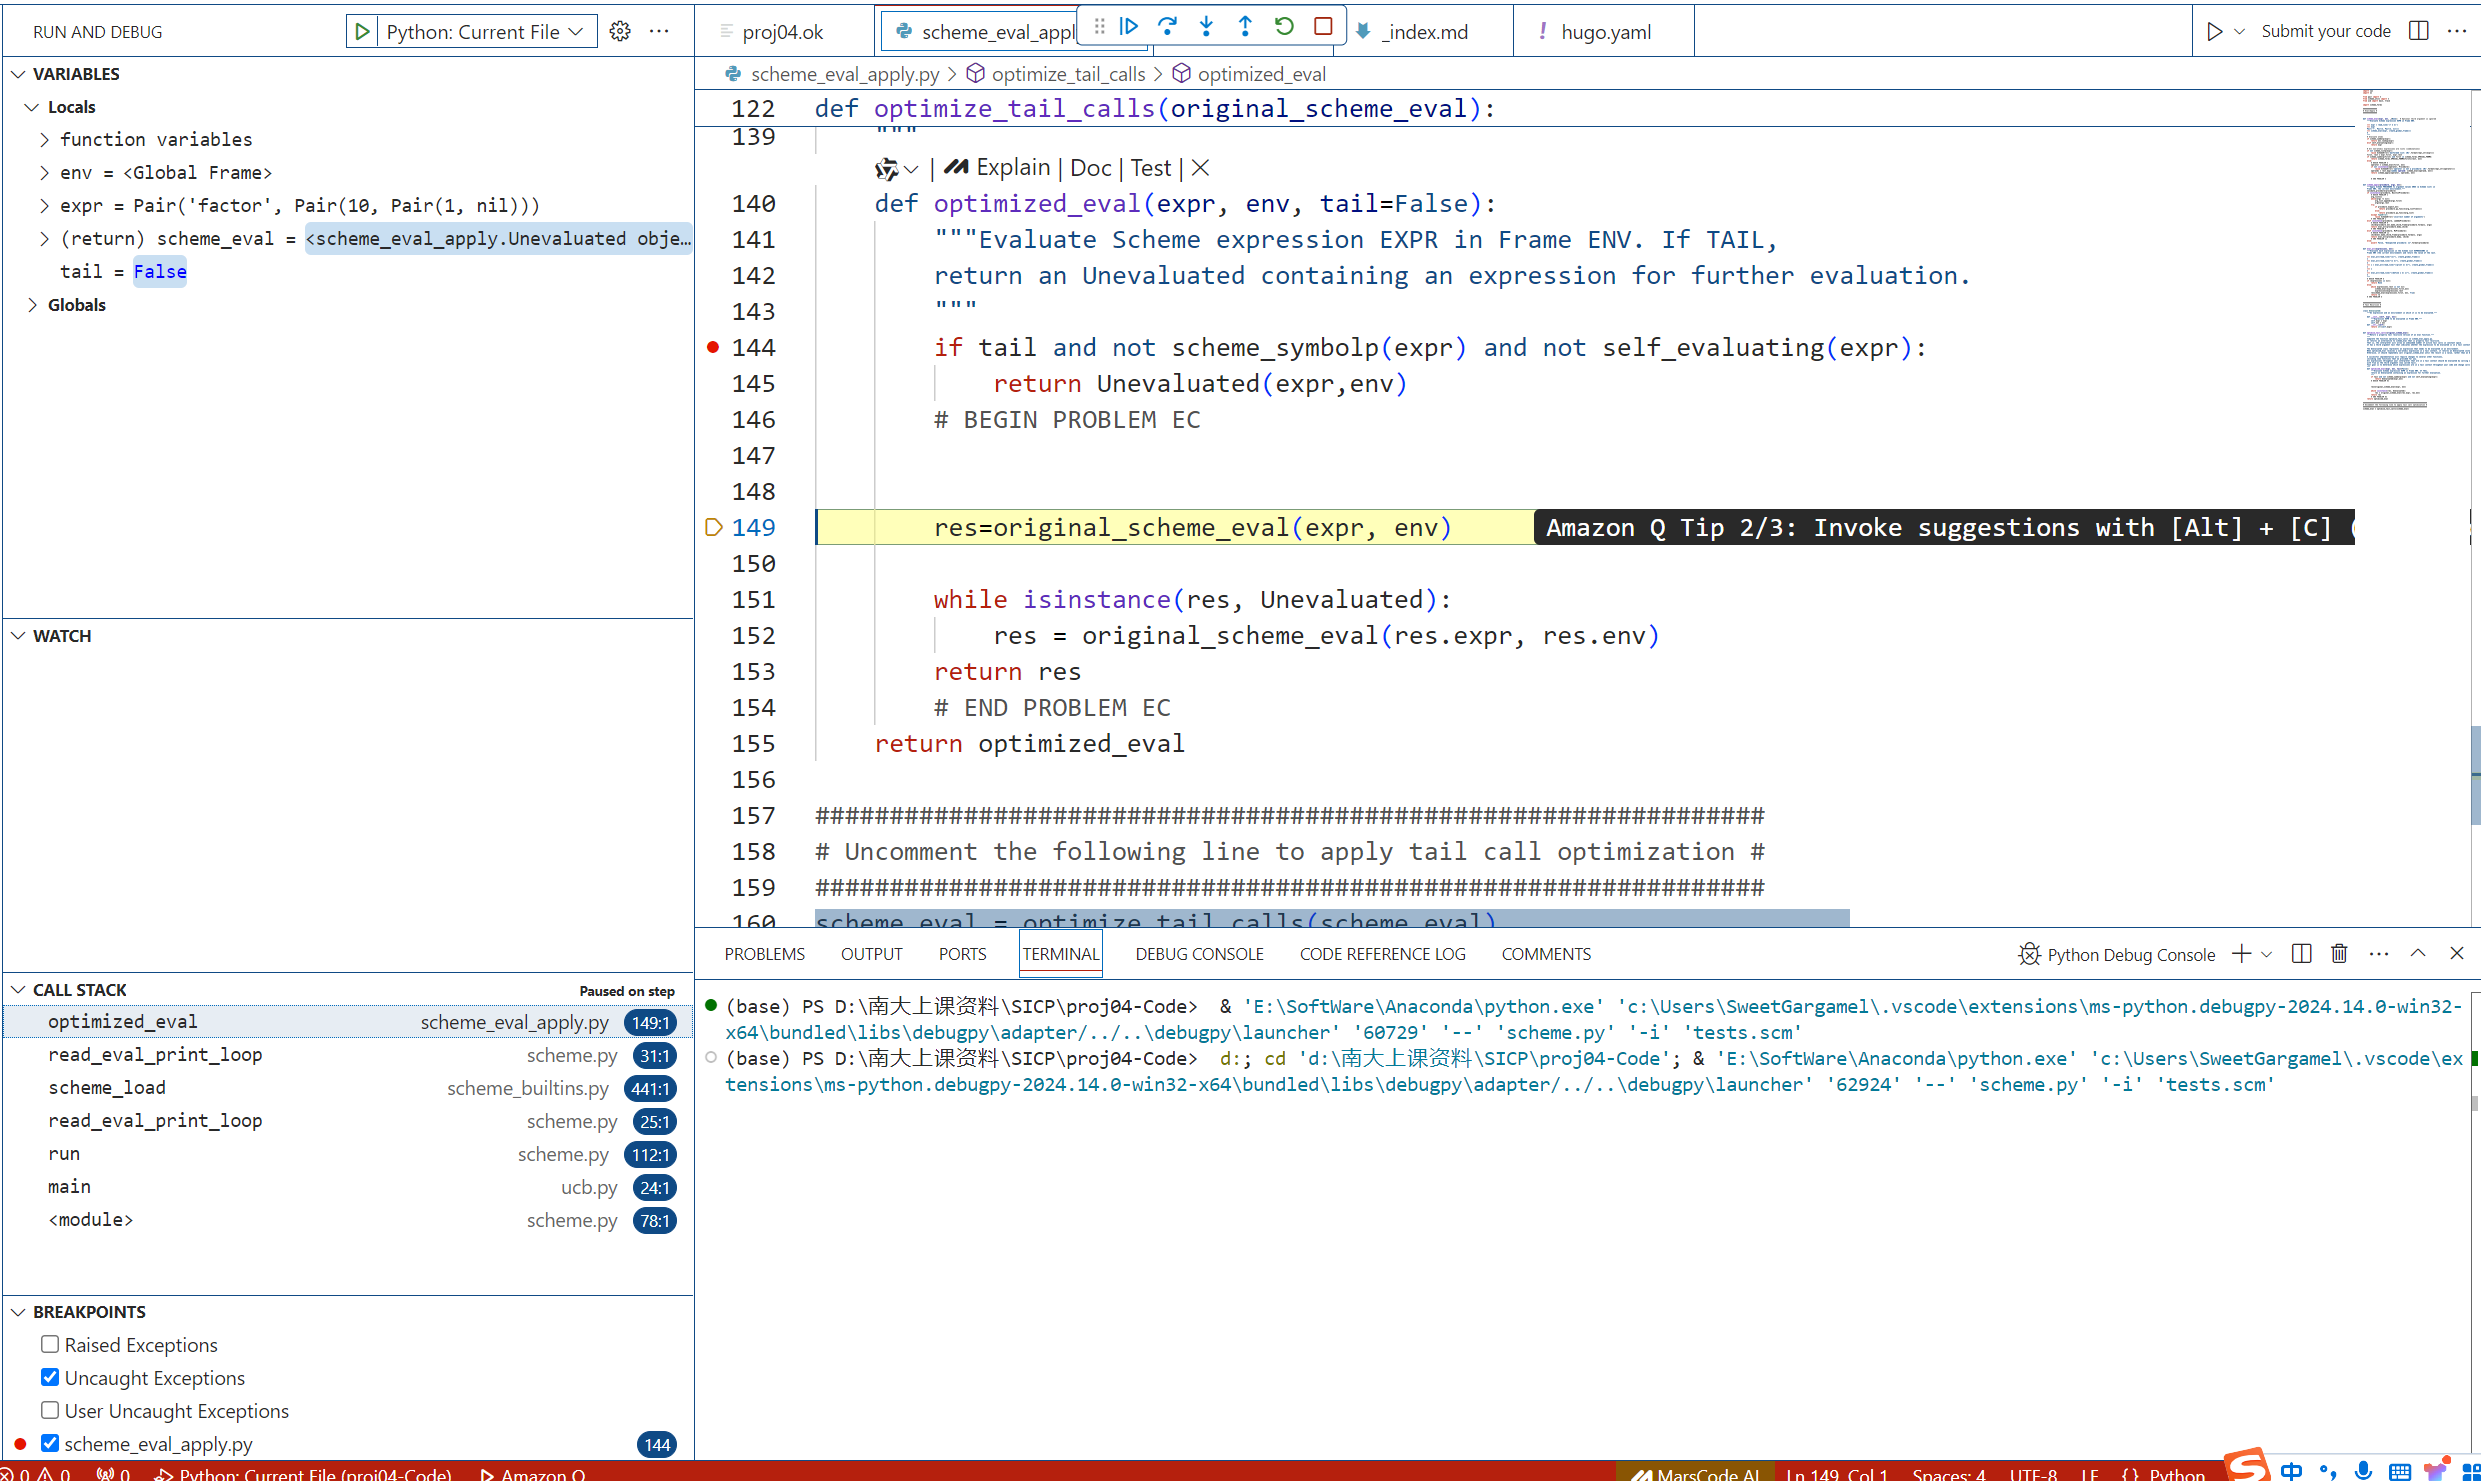 RUN AND DEBUG
Python: Current File
proj04.ok
scheme_eval_appl
_index.md
! hugo.yaml
Submit your code
VARIABLES
Locals
function variables
env = <Global Frame>
expr = Pair('factor', Pair(10, Pair(1, nil)))
(return) scheme_eval = <scheme_eval_apply.Unevaluated obje…
tail = False
Globals
WATCH
CALL STACK
Paused on step
optimized_eval scheme_eval_apply.py 149:1
read_eval_print_loop scheme.py 31:1
scheme_load scheme_builtins.py 441:1
read_eval_print_loop scheme.py 25:1
run scheme.py 112:1
main ucb.py 24:1
<module> scheme.py 78:1
BREAKPOINTS
Raised Exceptions
Uncaught Exceptions
User Uncaught Exceptions
scheme_eval_apply.py 144
scheme_eval_apply.py > optimize_tail_calls > optimized_eval
122 def optimize_tail_calls(original_scheme_eval):
139 """
| Explain | Doc | Test | X
140 def optimized_eval(expr, env, tail=False):
141 """Evaluate Scheme expression EXPR in Frame ENV. If TAIL,
142 return an Unevaluated containing an expression for further evaluation.
143 """
144 if tail and not scheme_symbolp(expr) and not self_evaluating(expr):
145 return Unevaluated(expr,env)
146 # BEGIN PROBLEM EC
147
148
149 res=original_scheme_eval(expr, env) Amazon Q Tip 2/3: Invoke suggestions with [Alt] + [C] (
150
151 while isinstance(res, Unevaluated):
152 res = original_scheme_eval(res.expr, res.env)
153 return res
154 # END PROBLEM EC
155 return optimized_eval
156
157 ################################################################
158 # Uncomment the following line to apply tail call optimization #
159 ################################################################
160 scheme_eval = optimize_tail_calls(scheme_eval)
PROBLEMS OUTPUT PORTS TERMINAL DEBUG CONSOLE CODE REFERENCE LOG COMMENTS
Python Debug Console
(base) PS D:\南大上课资料\SICP\proj04-Code> & 'E:\SoftWare\Anaconda\python.exe' 'c:\Users\SweetGargamel\.vscode\extensions\ms-python.debugpy-2024.14.0-win32-
x64\bundled\libs\debugpy\adapter/../..\debugpy\launcher' '60729' '--' 'scheme.py' '-i' 'tests.scm'
(base) PS D:\南大上课资料\SICP\proj04-Code> d:; cd 'd:\南大上课资料\SICP\proj04-Code'; & 'E:\SoftWare\Anaconda\python.exe' 'c:\Users\SweetGargamel\.vscode\ex
tensions\ms-python.debugpy-2024.14.0-win32-x64\bundled\libs\debugpy\adapter/../..\debugpy\launcher' '62924' '--' 'scheme.py' '-i' 'tests.scm'
0 0 0 Python: Current File (proj04-Code) Amazon Q
MarsCode AI Ln 149, Col 1 Spaces: 4 UTF-8 LF {} Python
中